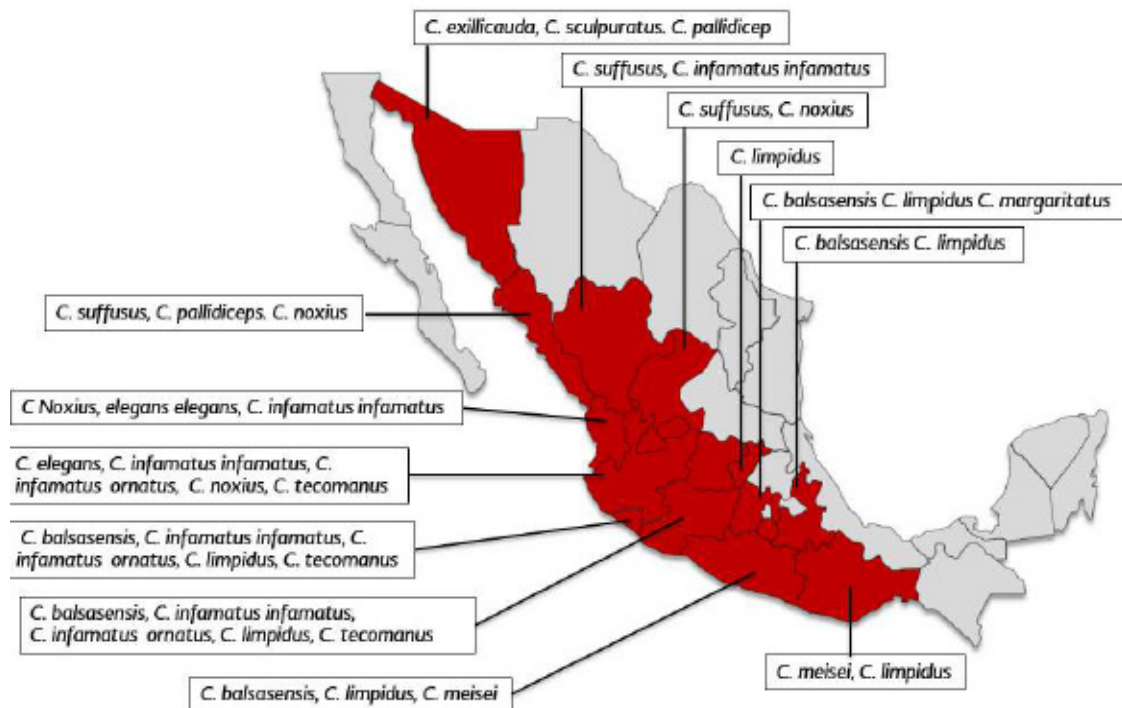 C. exillicauda, C. sculpuratus. C. pallidicep
C. suffusus, C. infamatus infamatus
C. suffusus, C. noxius
C. limpidus
C. balsasensis C. limpidus C. margaritatus
C. balsasensis C. limpidus
C. suffusus, C. pallidiceps. C. noxius
C Noxius, elegans elegans, C. infamatus infamatus
C. elegans, C. infamatus infamatus, C.
infamatus ornatus, C. noxius, C. tecomanus
C. balsasensis, C. infamatus infamatus, C.
infamatus ornatus, C. limpidus, C. tecomanus
C. balsasensis, C. infamatus infamatus,
C. infamatus ornatus, C. limpidus, C. tecomanus
C. meisei, C. limpidus
C. balsasensis, C. limpidus, C. meisei